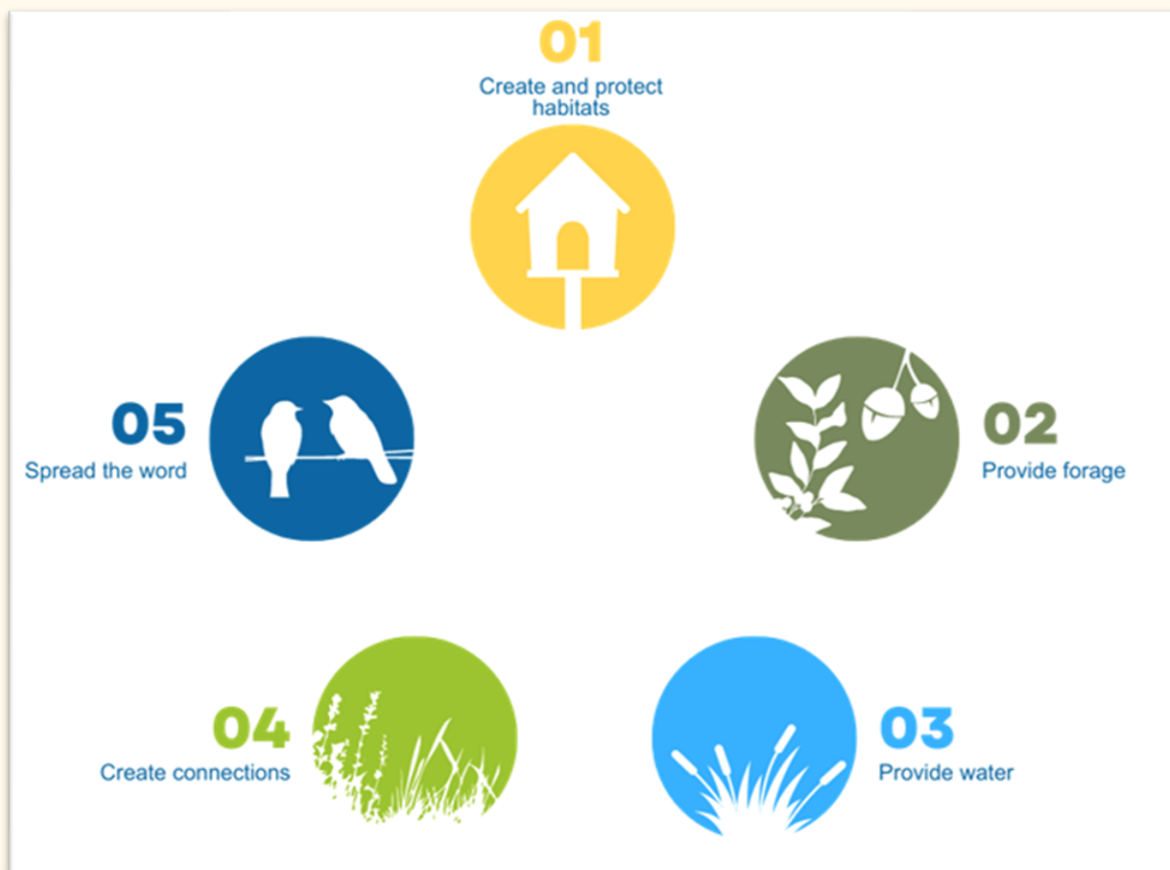 01
Create and protect
habitats
02
Provide forage
03
Provide water
04
Create connections
05
Spread the word